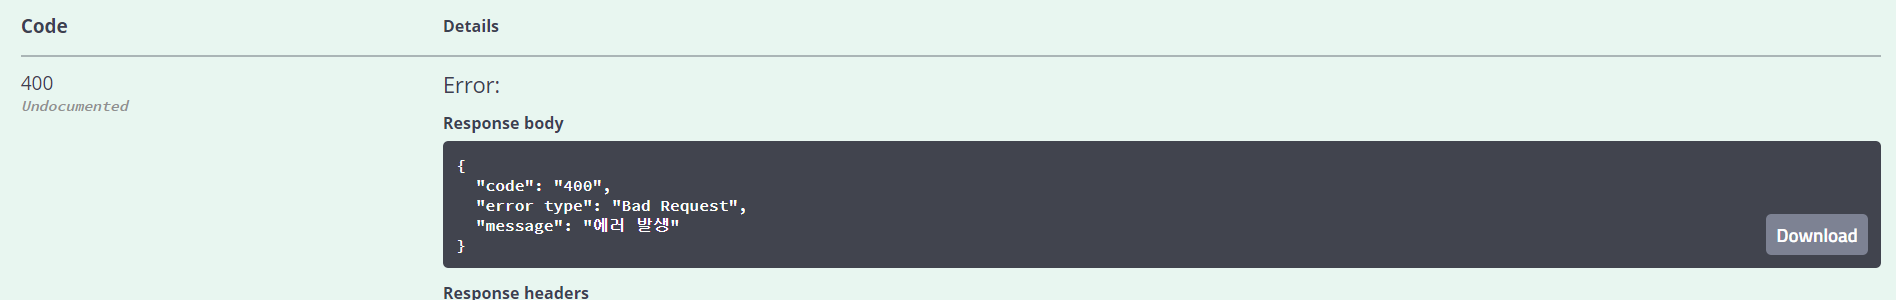 Code
Details
400
Undocumented
Error:
Response body
{
  "code": "400",
  "error type": "Bad Request",
  "message": "에러 발생"
}
Download
Response headers